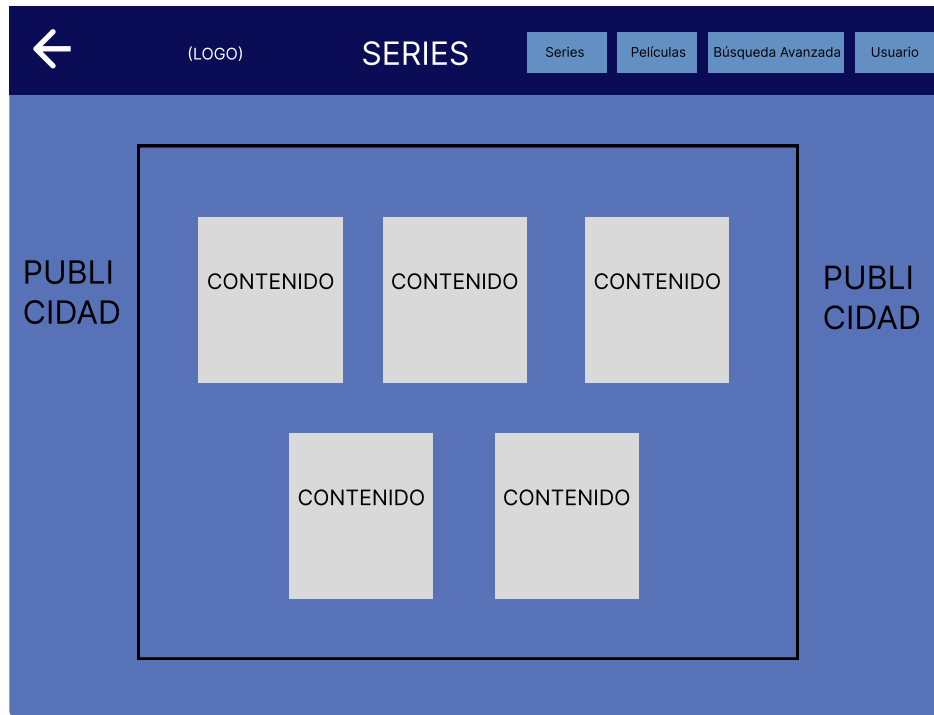 (LOGO)
SERIES
Series
Películas
Búsqueda Avanzada
Usuario
PUBLI
CIDAD
CONTENIDO
CONTENIDO
CONTENIDO
PUBLI
CIDAD
CONTENIDO
CONTENIDO